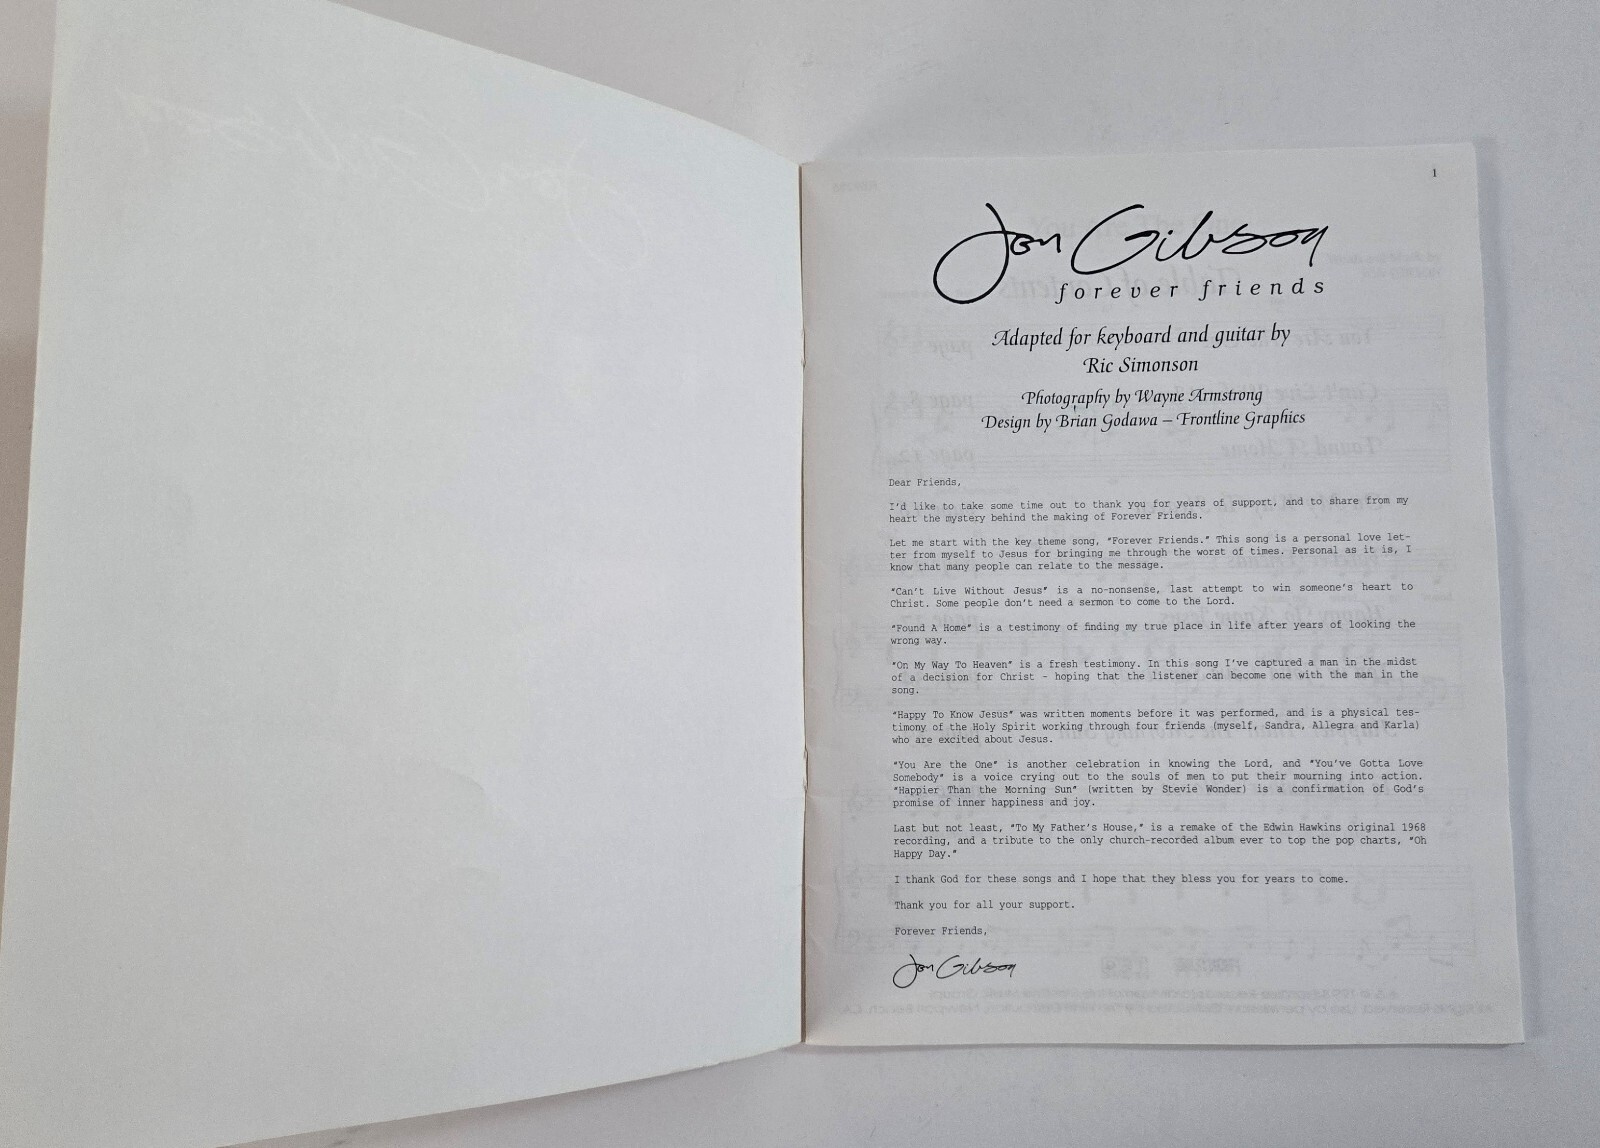 1
Jon Gibson
forever friends
Adapted for keyboard and guitar by
Ric Simonson
Photography by Wayne Armstrong
Design by Brian Godawa – Frontline Graphics
Dear Friends,
I'd like to take some time out to thank you for years of support, and to share from my
heart the mystery behind the making of Forever Friends.
Let me start with the key theme song, "Forever Friends." This song is a personal love let-
ter from myself to Jesus for bringing me through the worst of times. Personal as it is, I
know that many people can relate to the message.
"Can't Live Without Jesus" is a no-nonsense, last attempt to win someone's heart to
Christ. Some people don't need a sermon to come to the Lord.
"Found A Home" is a testimony of finding my true place in life after years of looking the
wrong way.
"On My Way To Heaven" is a fresh testimony. In this song I've captured a man in the midst
of a decision for Christ - hoping that the listener can become one with the man in the
song.
"Happy To Know Jesus" was written moments before it was performed, and is a physical tes-
timony of the Holy Spirit working through four friends (myself, Sandra, Allegra and Karla)
who are excited about Jesus.
"You Are the One" is another celebration in knowing the Lord, and "You've Gotta Love
Somebody" is a voice crying out to the souls of men to put their mourning into action.
"Happier Than the Morning Sun" (written by Stevie Wonder) is a confirmation of God's
promise of inner happiness and joy.
Last but not least, "To My Father's House," is a remake of the Edwin Hawkins original 1968
recording, and a tribute to the only church-recorded album ever to top the pop charts, "Oh
Happy Day."
I thank God for these songs and I hope that they bless you for years to come.
Thank you for all your support.
Forever Friends,
Jon Gibson